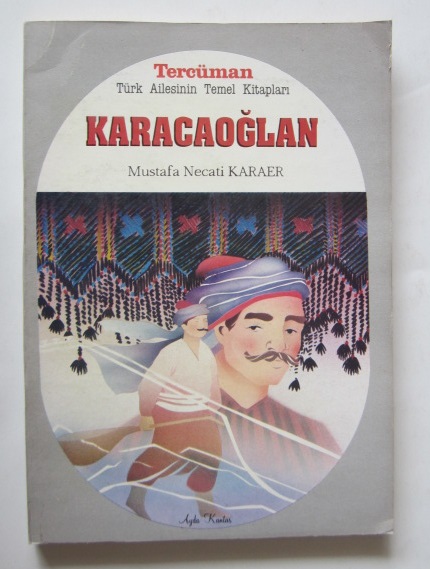 Tercüman
Türk Ailesinin Temel Kitapları
KARACAOĞLAN
Mustafa Necati KARAER